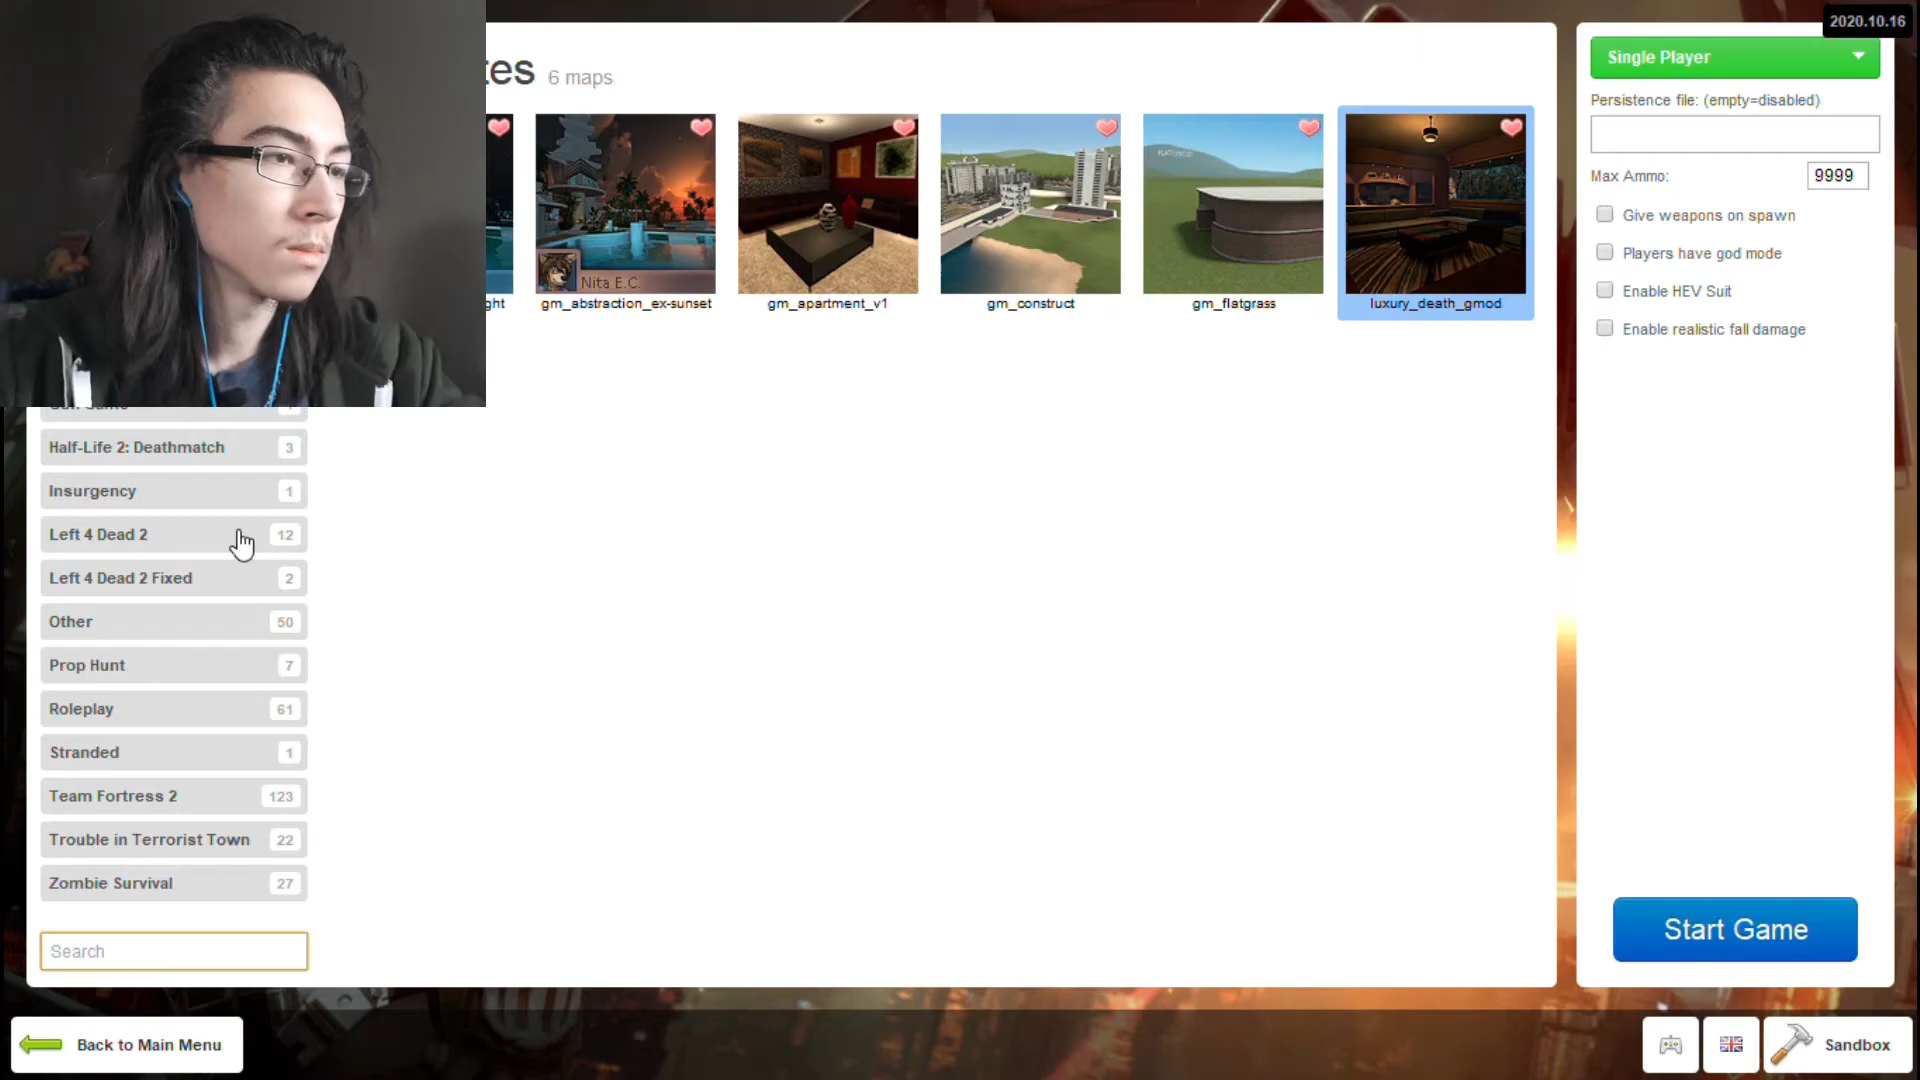 2020.10.16
tes 6 maps
Nita E.C.
ght
gm_abstraction_ex-sunset
gm_apartment_v1
gm_construct
gm_flatgrass
luxury_death_gmod
Half-Life 2: Deathmatch 3
Insurgency 1
Left 4 Dead 2 12
Left 4 Dead 2 Fixed 2
Other 50
Prop Hunt 7
Roleplay 61
Stranded 1
Team Fortress 2 123
Trouble in Terrorist Town 22
Zombie Survival 27
Search
Single Player
Persistence file: (empty=disabled)
Max Ammo: 9999
Give weapons on spawn
Players have god mode
Enable HEV Suit
Enable realistic fall damage
Start Game
Back to Main Menu
Sandbox